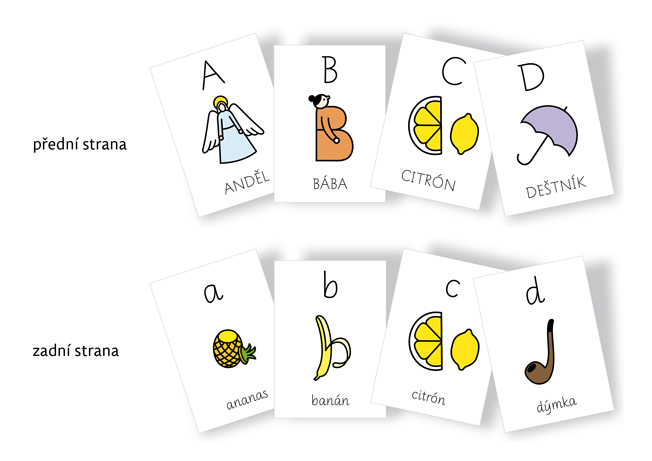 přední strana
A
ANDĚL
B
BÁBA
C
CITRÓN
D
DEŠTNÍK
zadní strana
a
ananas
b
banán
c
citrón
d
dýmka